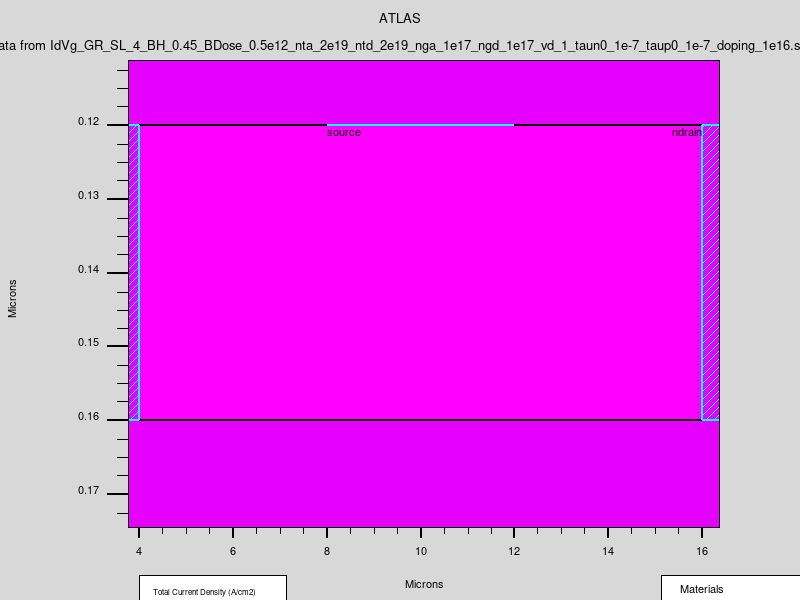 ATLAS
ata from IdVg_GR_SL_4_BH_0.45_BDose_0.5e12_nta_2e19_ntd_2e19_nga_1e17_ngd_1e17_vd_1_taun0_1e-7_taup0_1e-7_doping_1e16.s
0.12
source
ndrain
0.13
0.14
0.15
0.16
0.17
Microns
4 6 8 10 12 14 16
Microns
Total Current Density (A/cm2)
Materials